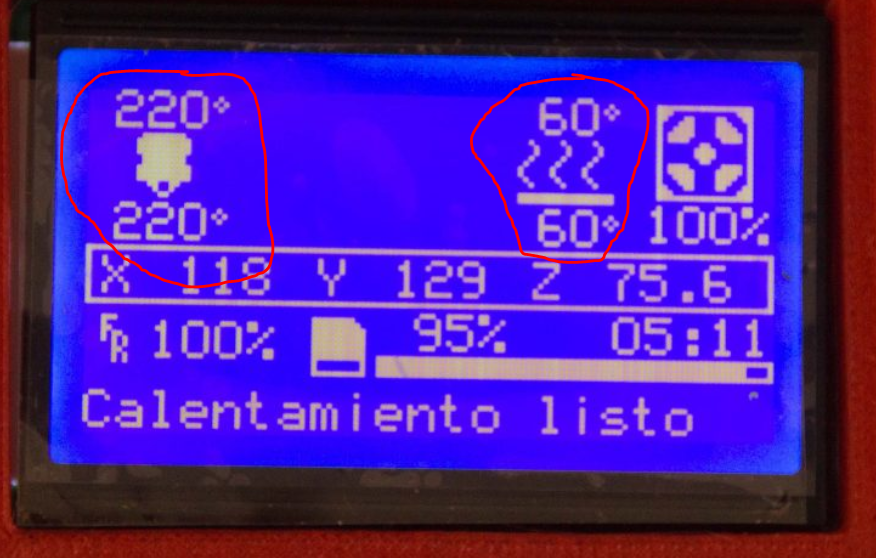 220° 60°
220° 60° 100%
X 118 Y 129 Z 75.6
FR 100% 95% 05:11
Calentamiento listo